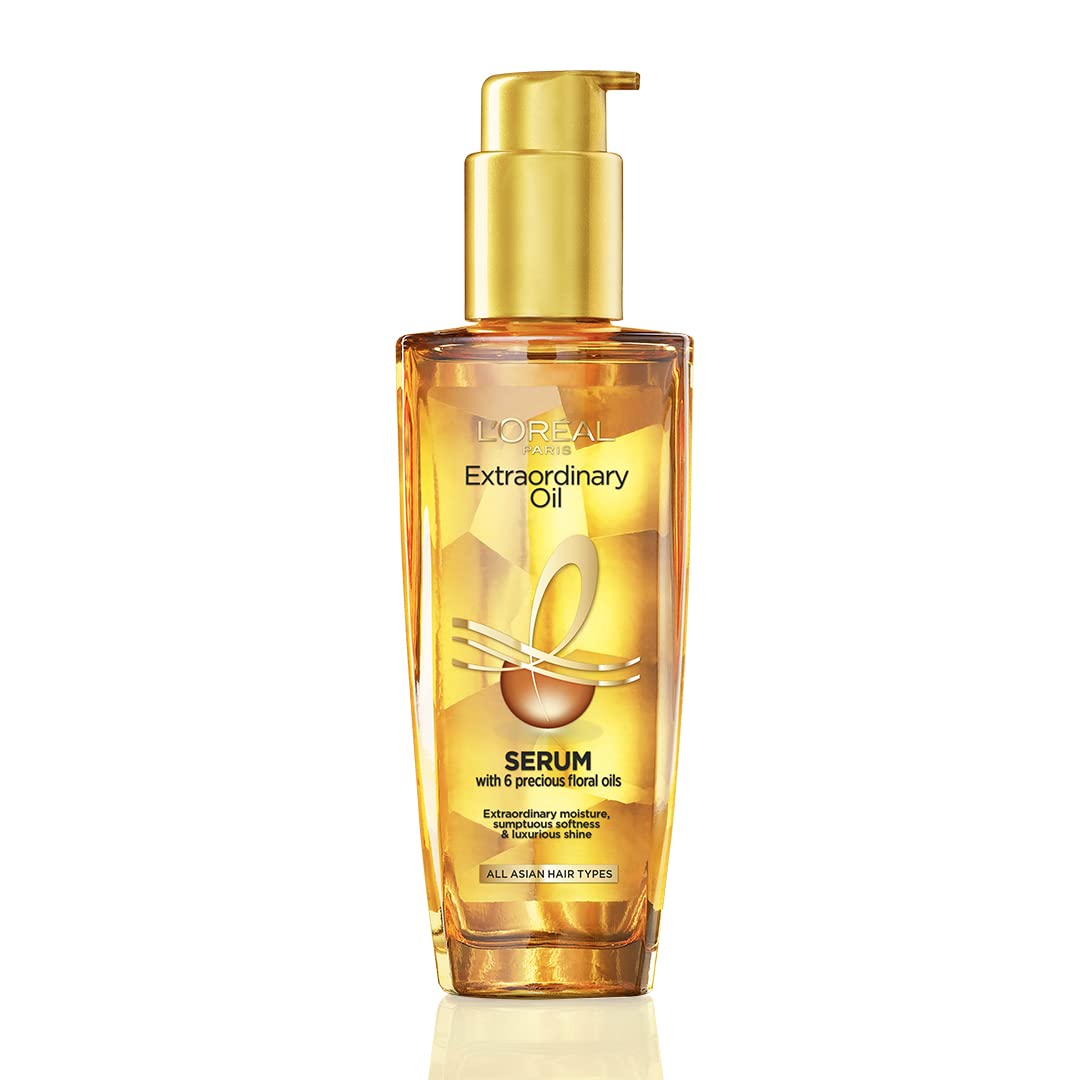 L'ORÉAL
PARIS
Extraordinary
Oil
SERUM
with 6 precious floral oils
Extraordinary moisture,
sumptuous softness
& luxurious shine
ALL ASIAN HAIR TYPES